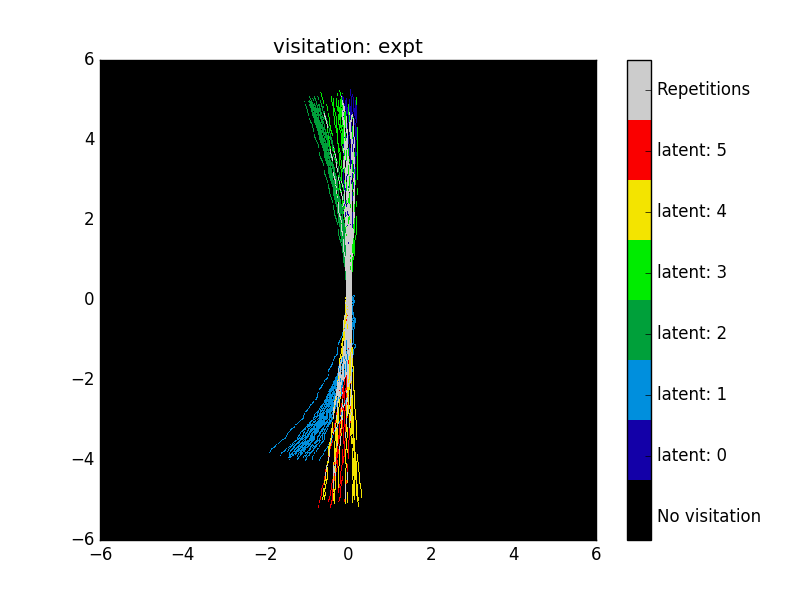 visitation: expt
6
4
2
0
−2
−4
−6
−6 −4 −2 0 2 4 6
Repetitions
latent: 5
latent: 4
latent: 3
latent: 2
latent: 1
latent: 0
No visitation